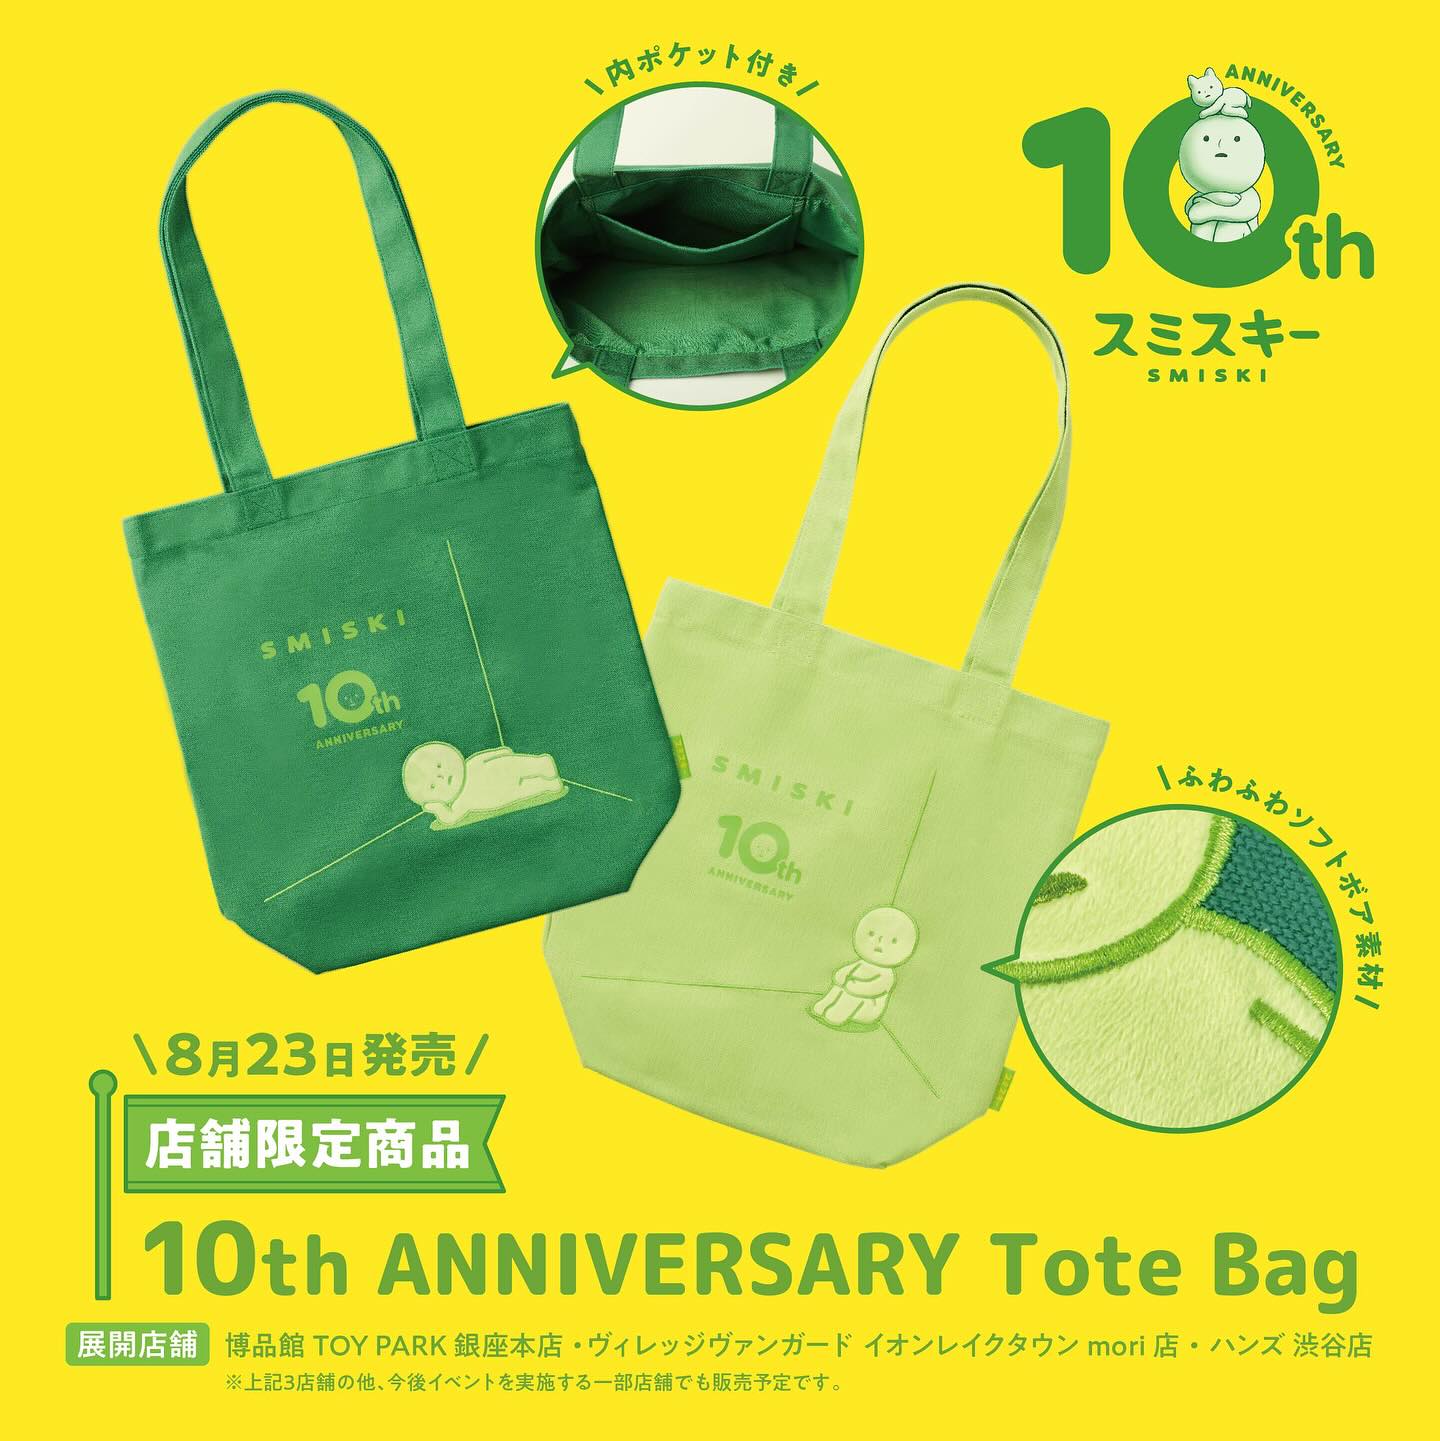 \内ポケット付き/
10th
ANNIVERSARY
スミスキー
SMISKI
SMISKI
10th
ANNIVERSARY
SMISKI
10th
ANNIVERSARY
\ふわふわソフトボア素材/
\8月23日発売/
店舗限定商品
10th ANNIVERSARY Tote Bag
展開店舗 博品館 TOY PARK 銀座本店・ヴィレッジヴァンガード イオンレイクタウン mori 店・ハンズ 渋谷店
※上記3店舗の他、今後イベントを実施する一部店舗でも販売予定です。